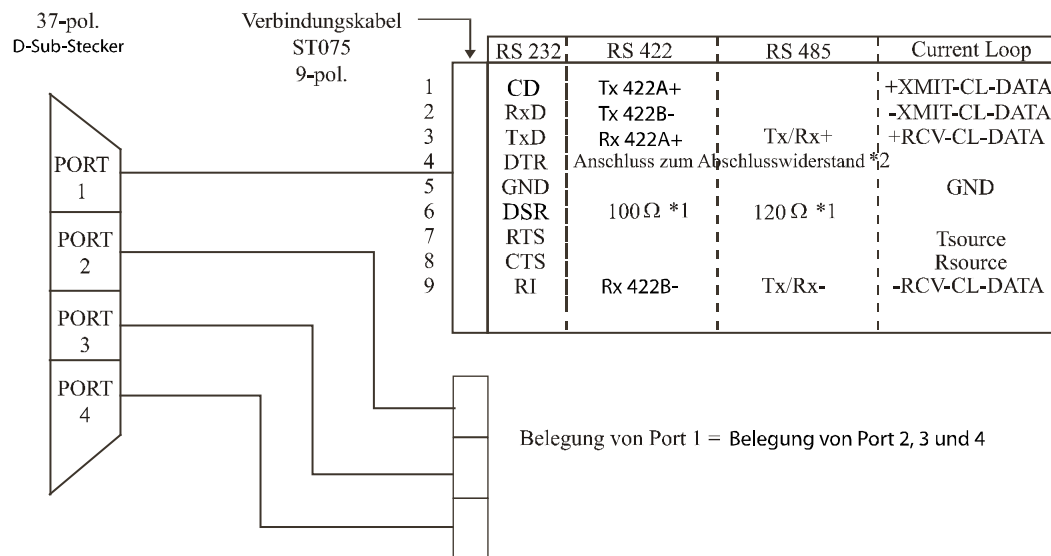 37-pol.
D-Sub-Stecker
Verbindungskabel
ST075
9-pol.
RS 232 RS 422 RS 485 Current Loop
1 CD Tx 422A+ +XMIT-CL-DATA
2 RxD Tx 422B- -XMIT-CL-DATA
3 TxD Rx 422A+ Tx/Rx+ +RCV-CL-DATA
4 DTR Anschluss zum Abschlusswiderstand *2
5 GND GND
6 DSR 100 Ω *1 120 Ω *1
7 RTS Tsource
8 CTS Rsource
9 RI Rx 422B- Tx/Rx- -RCV-CL-DATA
PORT
1
PORT
2
PORT
3
PORT
4
Belegung von Port 1 = Belegung von Port 2, 3 und 4